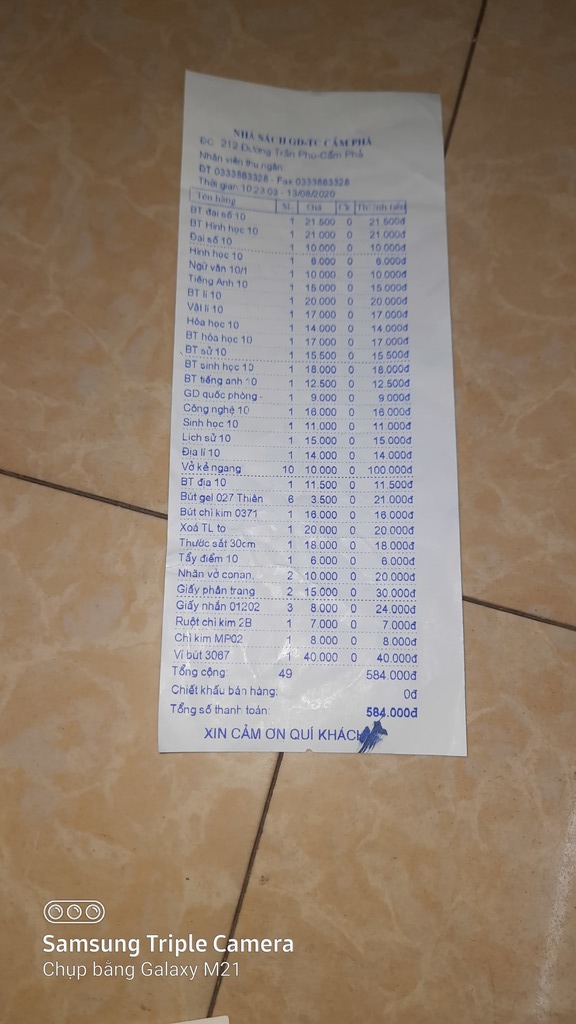 NHÀ SÁCH GD-TC CẨM PHẢ
ĐC 212 Đường Trần Phú-Cẩm Phả
Nhân viên thu ngân
ĐT 0333883328 - Fax 0333883328
Thời gian: 10:23:03 - 13/08/2020
Tên hàng SL Giá Ck Thành tiền
BT đại số 10 1 21.500 0 21.500đ
BT Hình học 10 1 21.000 0 21.000đ
Đại số 10 1 10.000 0 10.000đ
Hình học 10 1 6.000 0 6.000đ
Ngữ văn 10/1 1 10.000 0 10.000đ
Tiếng Anh 10 1 15.000 0 15.000đ
BT lí 10 1 20.000 0 20.000đ
Vật lí 10 1 17.000 0 17.000đ
Hóa học 10 1 14.000 0 14.000đ
BT hóa học 10 1 17.000 0 17.000đ
BT sử 10 1 15.500 0 15.500đ
BT sinh học 10 1 18.000 0 18.000đ
BT tiếng anh 10 1 12.500 0 12.500đ
GD quốc phòng - 1 9.000 0 9.000đ
Công nghệ 10 1 16.000 0 16.000đ
Sinh học 10 1 11.000 0 11.000đ
Lịch sử 10 1 15.000 0 15.000đ
Địa lí 10 1 14.000 0 14.000đ
Vở kẻ ngang 10 10.000 0 100.000đ
BT địa 10 1 11.500 0 11.500đ
Bút gel 027 Thiên 6 3.500 0 21.000đ
Bút chì kim 0371 1 16.000 0 16.000đ
Xoá TL to 1 20.000 0 20.000đ
Thước sắt 30cm 1 18.000 0 18.000đ
Tẩy điểm 10 1 6.000 0 6.000đ
Nhãn vở conan 2 10.000 0 20.000đ
Giấy phân trang 2 15.000 0 30.000đ
Giấy nhắn 01202 3 8.000 0 24.000đ
Ruột chì kim 2B 1 7.000 0 7.000đ
Chì kim MP02 1 8.000 0 8.000đ
Ví bút 3067 1 40.000 0 40.000đ
Tổng cộng: 49 584.000đ
Chiết khấu bán hàng: 0đ
Tổng số thanh toán: 584.000đ
XIN CẢM ƠN QUÍ KHÁCH
Samsung Triple Camera
Chụp bằng Galaxy M21